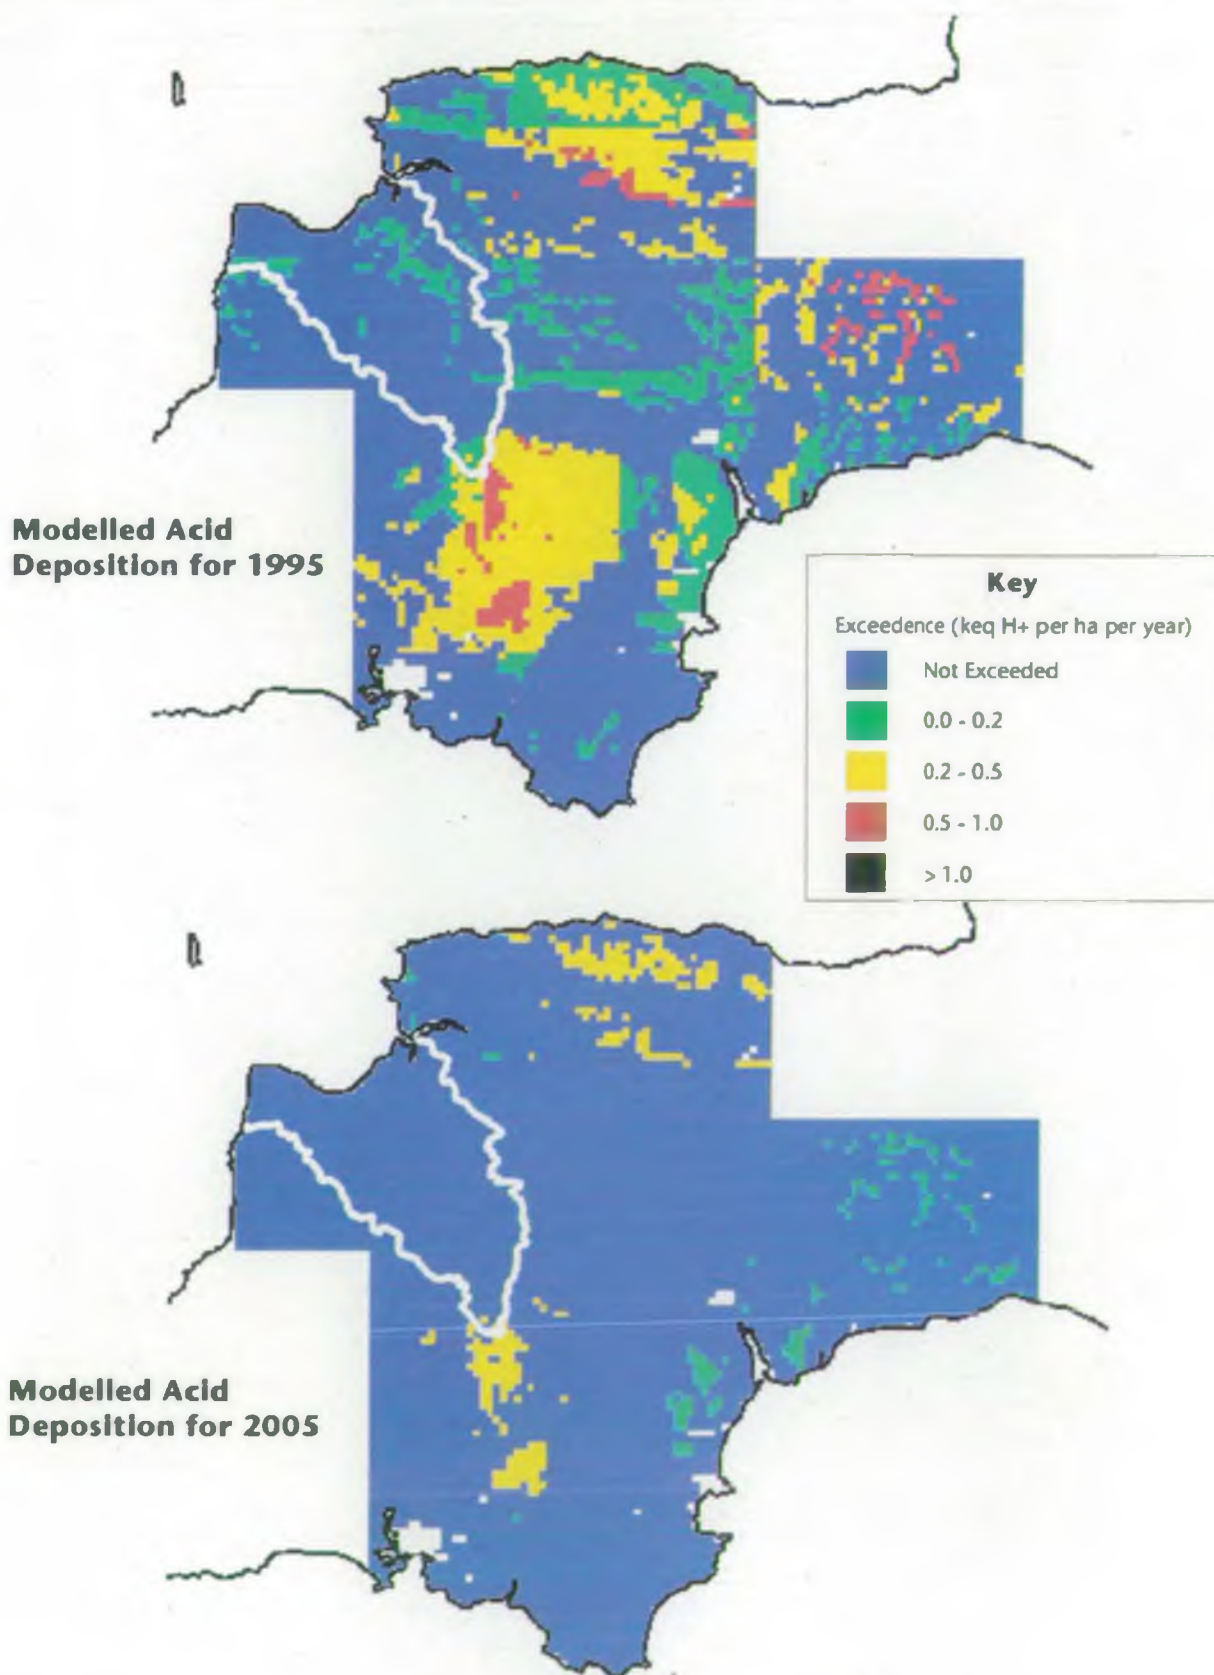 Modelled Acid
Deposition for 1995
Key
Exceedence (keq H+ per ha per year)
Not Exceeded
0.0 - 0.2
0.2 - 0.5
0.5 - 1.0
> 1.0
Modelled Acid
Deposition for 2005